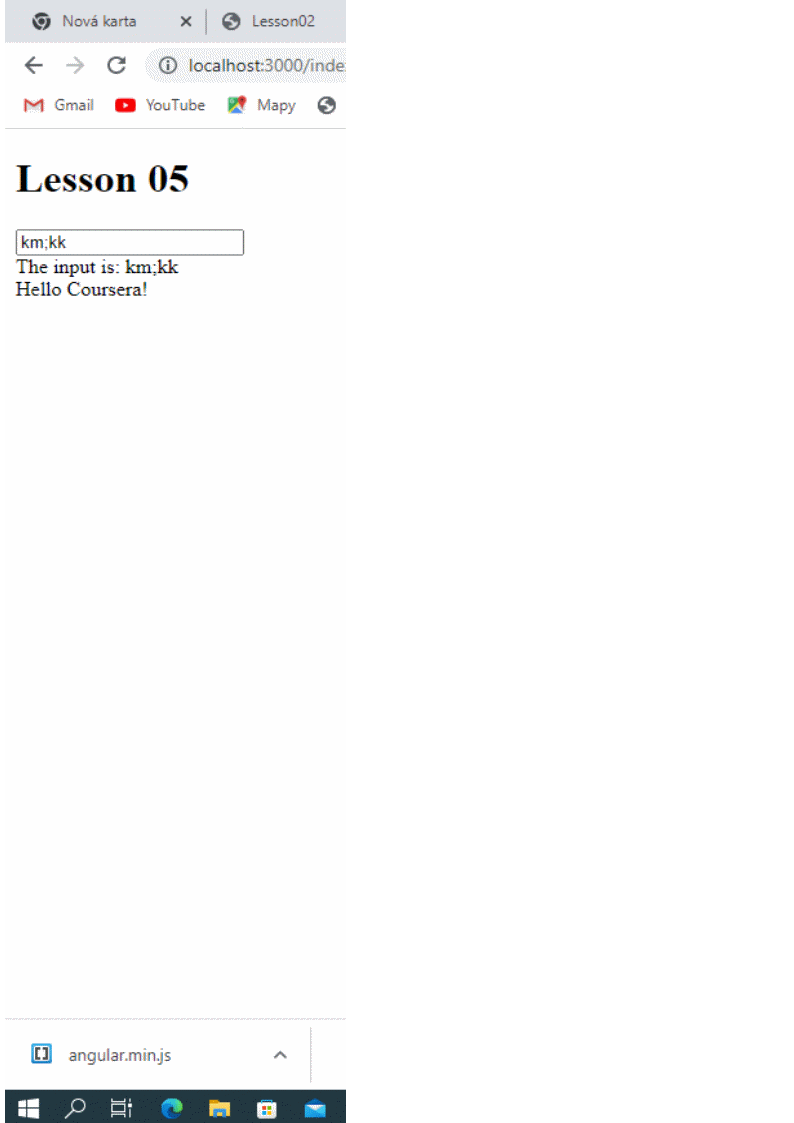 Nová karta
Lesson02
localhost:3000/inde
Gmail
YouTube
Mapy
Lesson 05
km;kk
The input is: km;kk
Hello Coursera!
angular.min.js